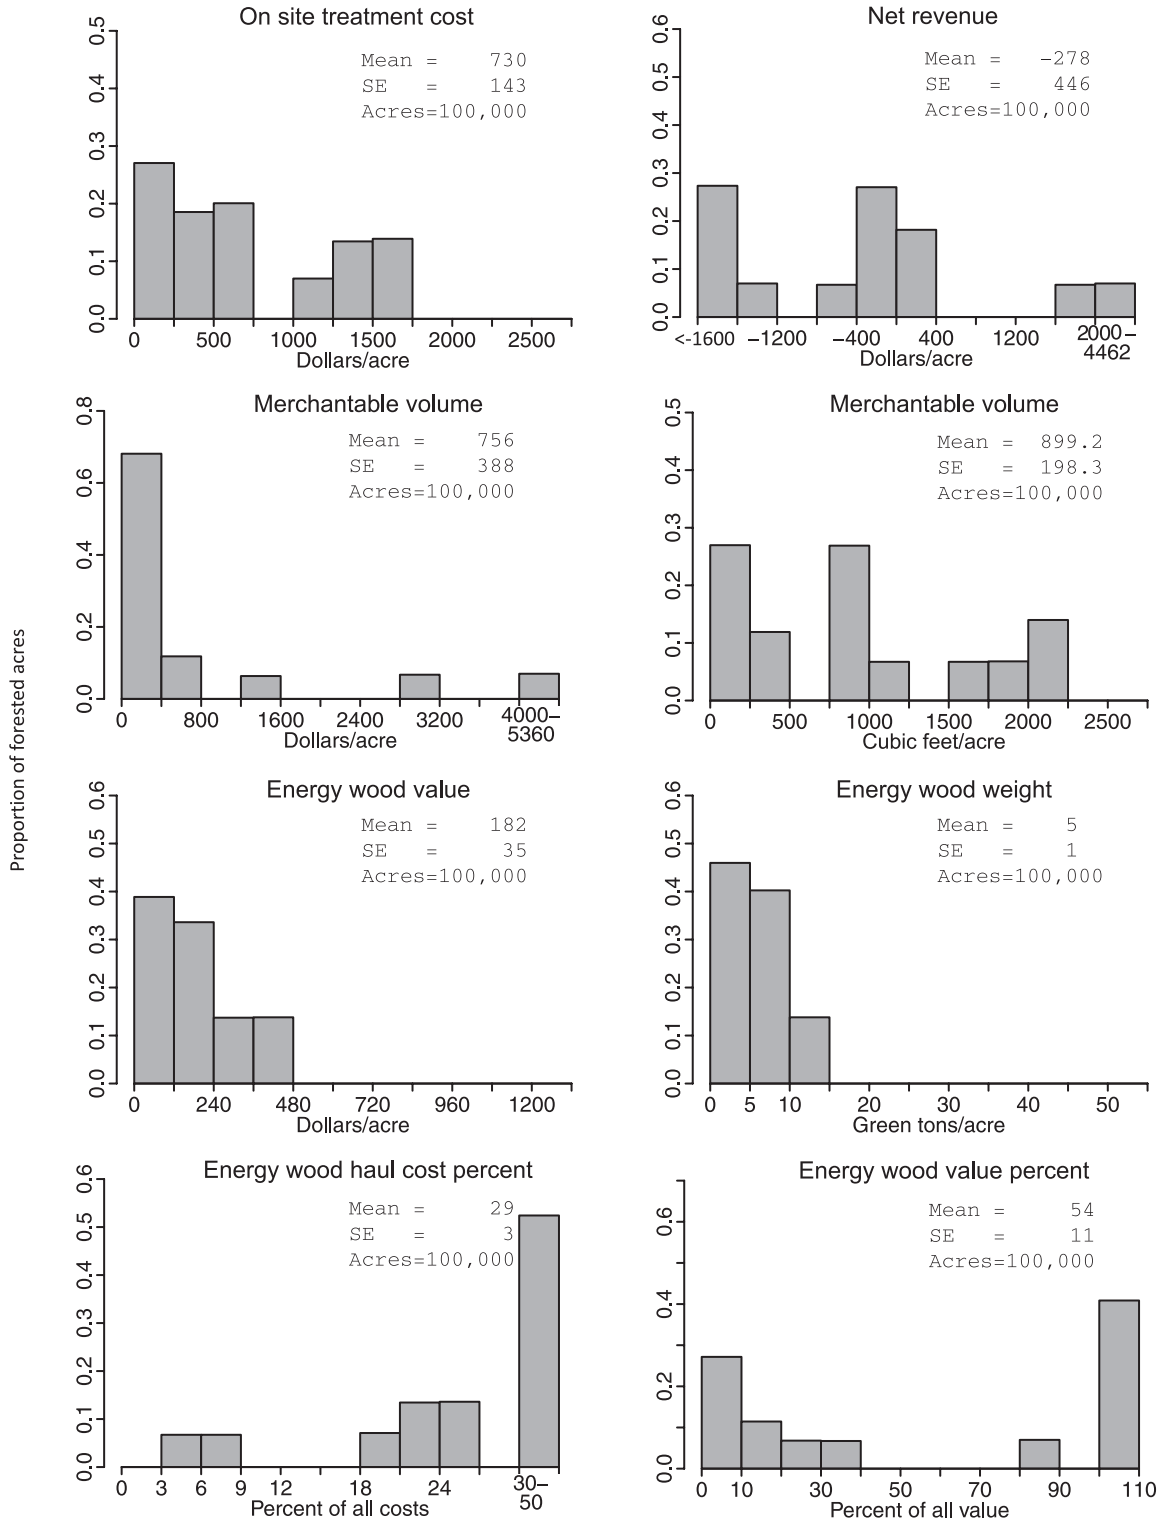 Proportion of forested acres
On site treatment cost
Mean = 730
SE = 143
Acres=100,000
0.5
0.4
0.3
0.2
0.1
0.0
0 500 1000 1500 2000 2500
Dollars/acre
Net revenue
Mean = −278
SE = 446
Acres=100,000
0.6
0.5
0.4
0.3
0.2
0.1
0.0
<-1600 −1200 −400 400 1200 2000–
4462
Dollars/acre
Merchantable volume
Mean = 756
SE = 388
Acres=100,000
0.8
0.6
0.4
0.2
0.0
0 800 1600 2400 3200 4000–
5360
Dollars/acre
Merchantable volume
Mean = 899.2
SE = 198.3
Acres=100,000
0.5
0.4
0.3
0.2
0.1
0.0
0 500 1000 1500 2000 2500
Cubic feet/acre
Energy wood value
Mean = 182
SE = 35
Acres=100,000
0.6
0.5
0.4
0.3
0.2
0.1
0.0
0 240 480 720 960 1200
Dollars/acre
Energy wood weight
Mean = 5
SE = 1
Acres=100,000
0.6
0.5
0.4
0.3
0.2
0.1
0.0
0 5 10 20 30 40 50
Green tons/acre
Energy wood haul cost percent
Mean = 29
SE = 3
Acres=100,000
0.6
0.5
0.4
0.3
0.2
0.1
0.0
0 3 6 9 12 18 24 30–
50
Percent of all costs
Energy wood value percent
Mean = 54
SE = 11
Acres=100,000
0.6
0.4
0.2
0.0
0 10 30 50 70 90 110
Percent of all value